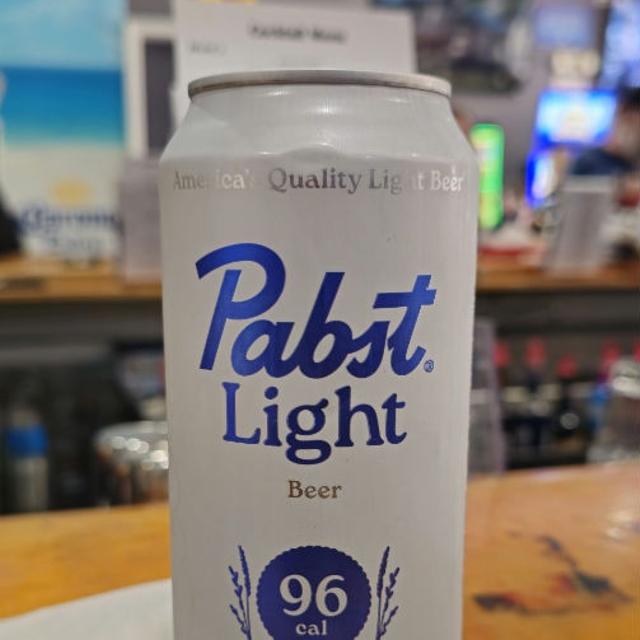 America's Quality Light Beer
Pabst®
Light
Beer
96
cal